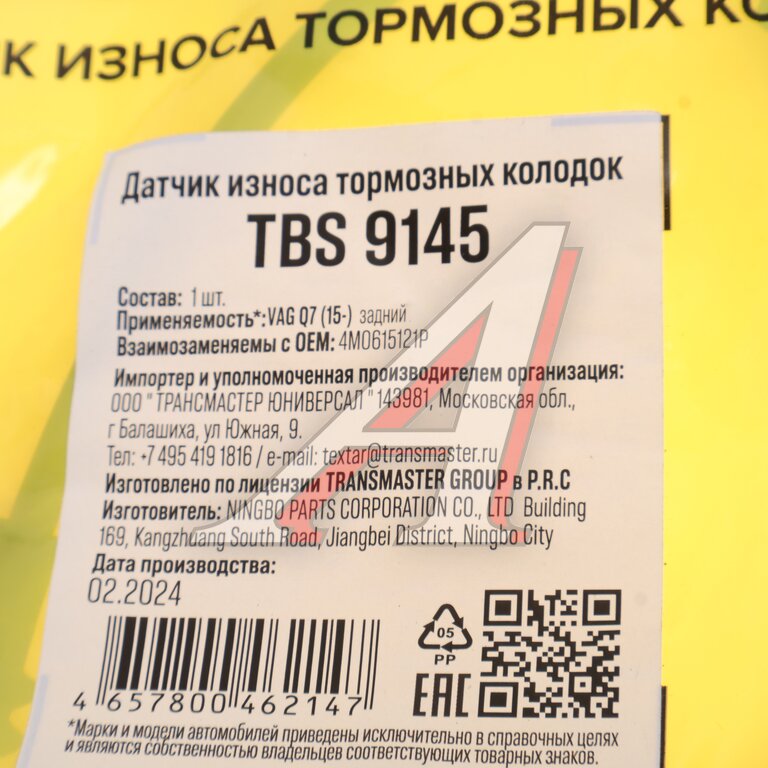 К ИЗНОСА ТОРМОЗНЫХ КО
Датчик износа тормозных колодок
TBS 9145
Состав: 1 шт.
Применяемость*:VAG Q7 (15-) задний
Взаимозаменяемы с OEM: 4M0615121P
Импортер и уполномоченная производителем организация:
ООО "ТРАНСМАСТЕР ЮНИВЕРСАЛ" 143981, Московская обл.,
г Балашиха, ул Южная, 9.
Тел: +7 495 419 1816 / e-mail: textar@transmaster.ru
Изготовлено по лицензии TRANSMASTER GROUP в P.R.C
Изготовитель: NINGBO PARTS CORPORATION CO., LTD Building
169, Kangzhuang South Road, Jiangbei District, Ningbo City
Дата производства:
02.2024
4 657800 462147
05
PP
EAC
*Марки и модели автомобилей приведены исключительно в справочных целях
и являются собственностью владельцев соответствующих товарных знаков.